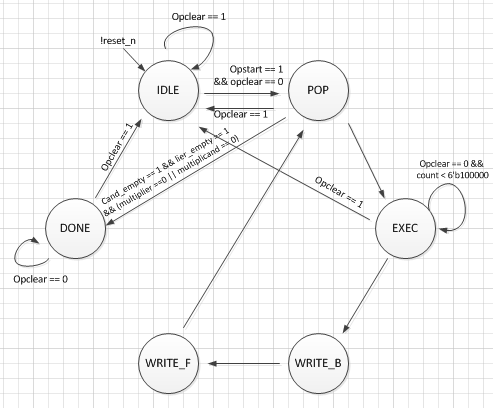 Opclear == 1
!reset_n
IDLE
Opstart == 1
&& opclear == 0
POP
Opclear == 1
Opclear == 1
Cand_empty == 1 && lier_empty == 1
&& (multiplier ==0 || multiplicand == 0)
Opclear == 1
Opclear == 0 &&
count < 6'b100000
DONE
EXEC
Opclear == 0
WRITE_F
WRITE_B